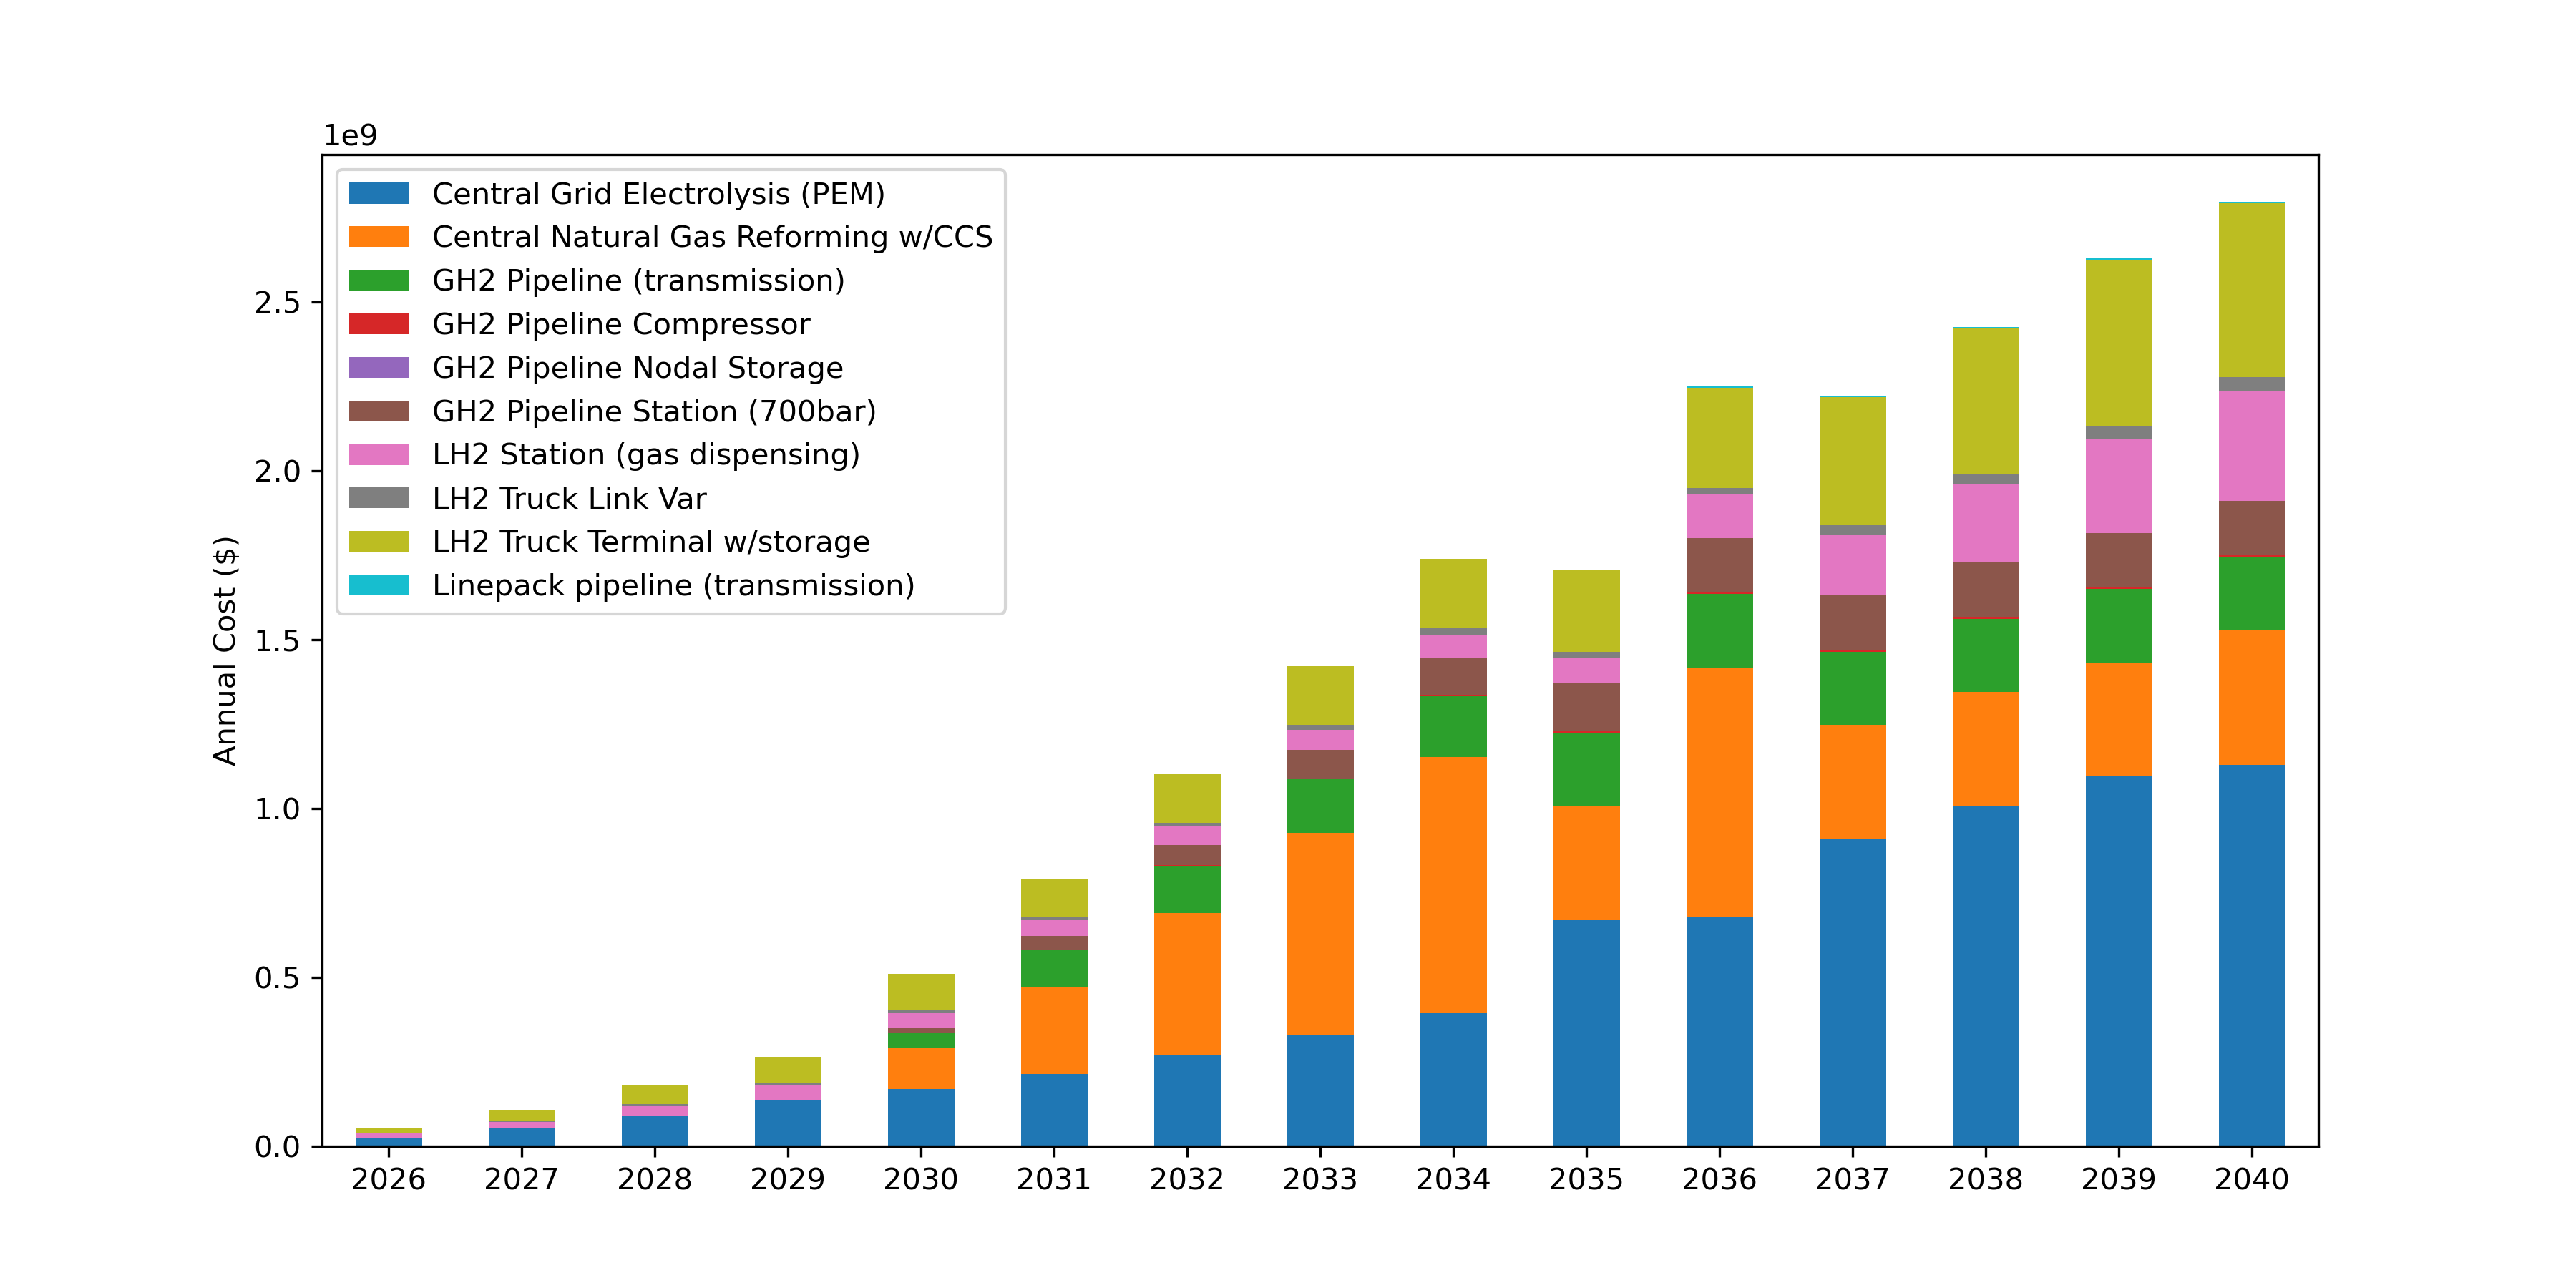 1e9
Central Grid Electrolysis (PEM)
Central Natural Gas Reforming w/CCS
GH2 Pipeline (transmission)
GH2 Pipeline Compressor
GH2 Pipeline Nodal Storage
GH2 Pipeline Station (700bar)
LH2 Station (gas dispensing)
LH2 Truck Link Var
LH2 Truck Terminal w/storage
Linepack pipeline (transmission)
Annual Cost ($)
2.5
2.0
1.5
1.0
0.5
0.0
2026 2027 2028 2029 2030 2031 2032 2033 2034 2035 2036 2037 2038 2039 2040